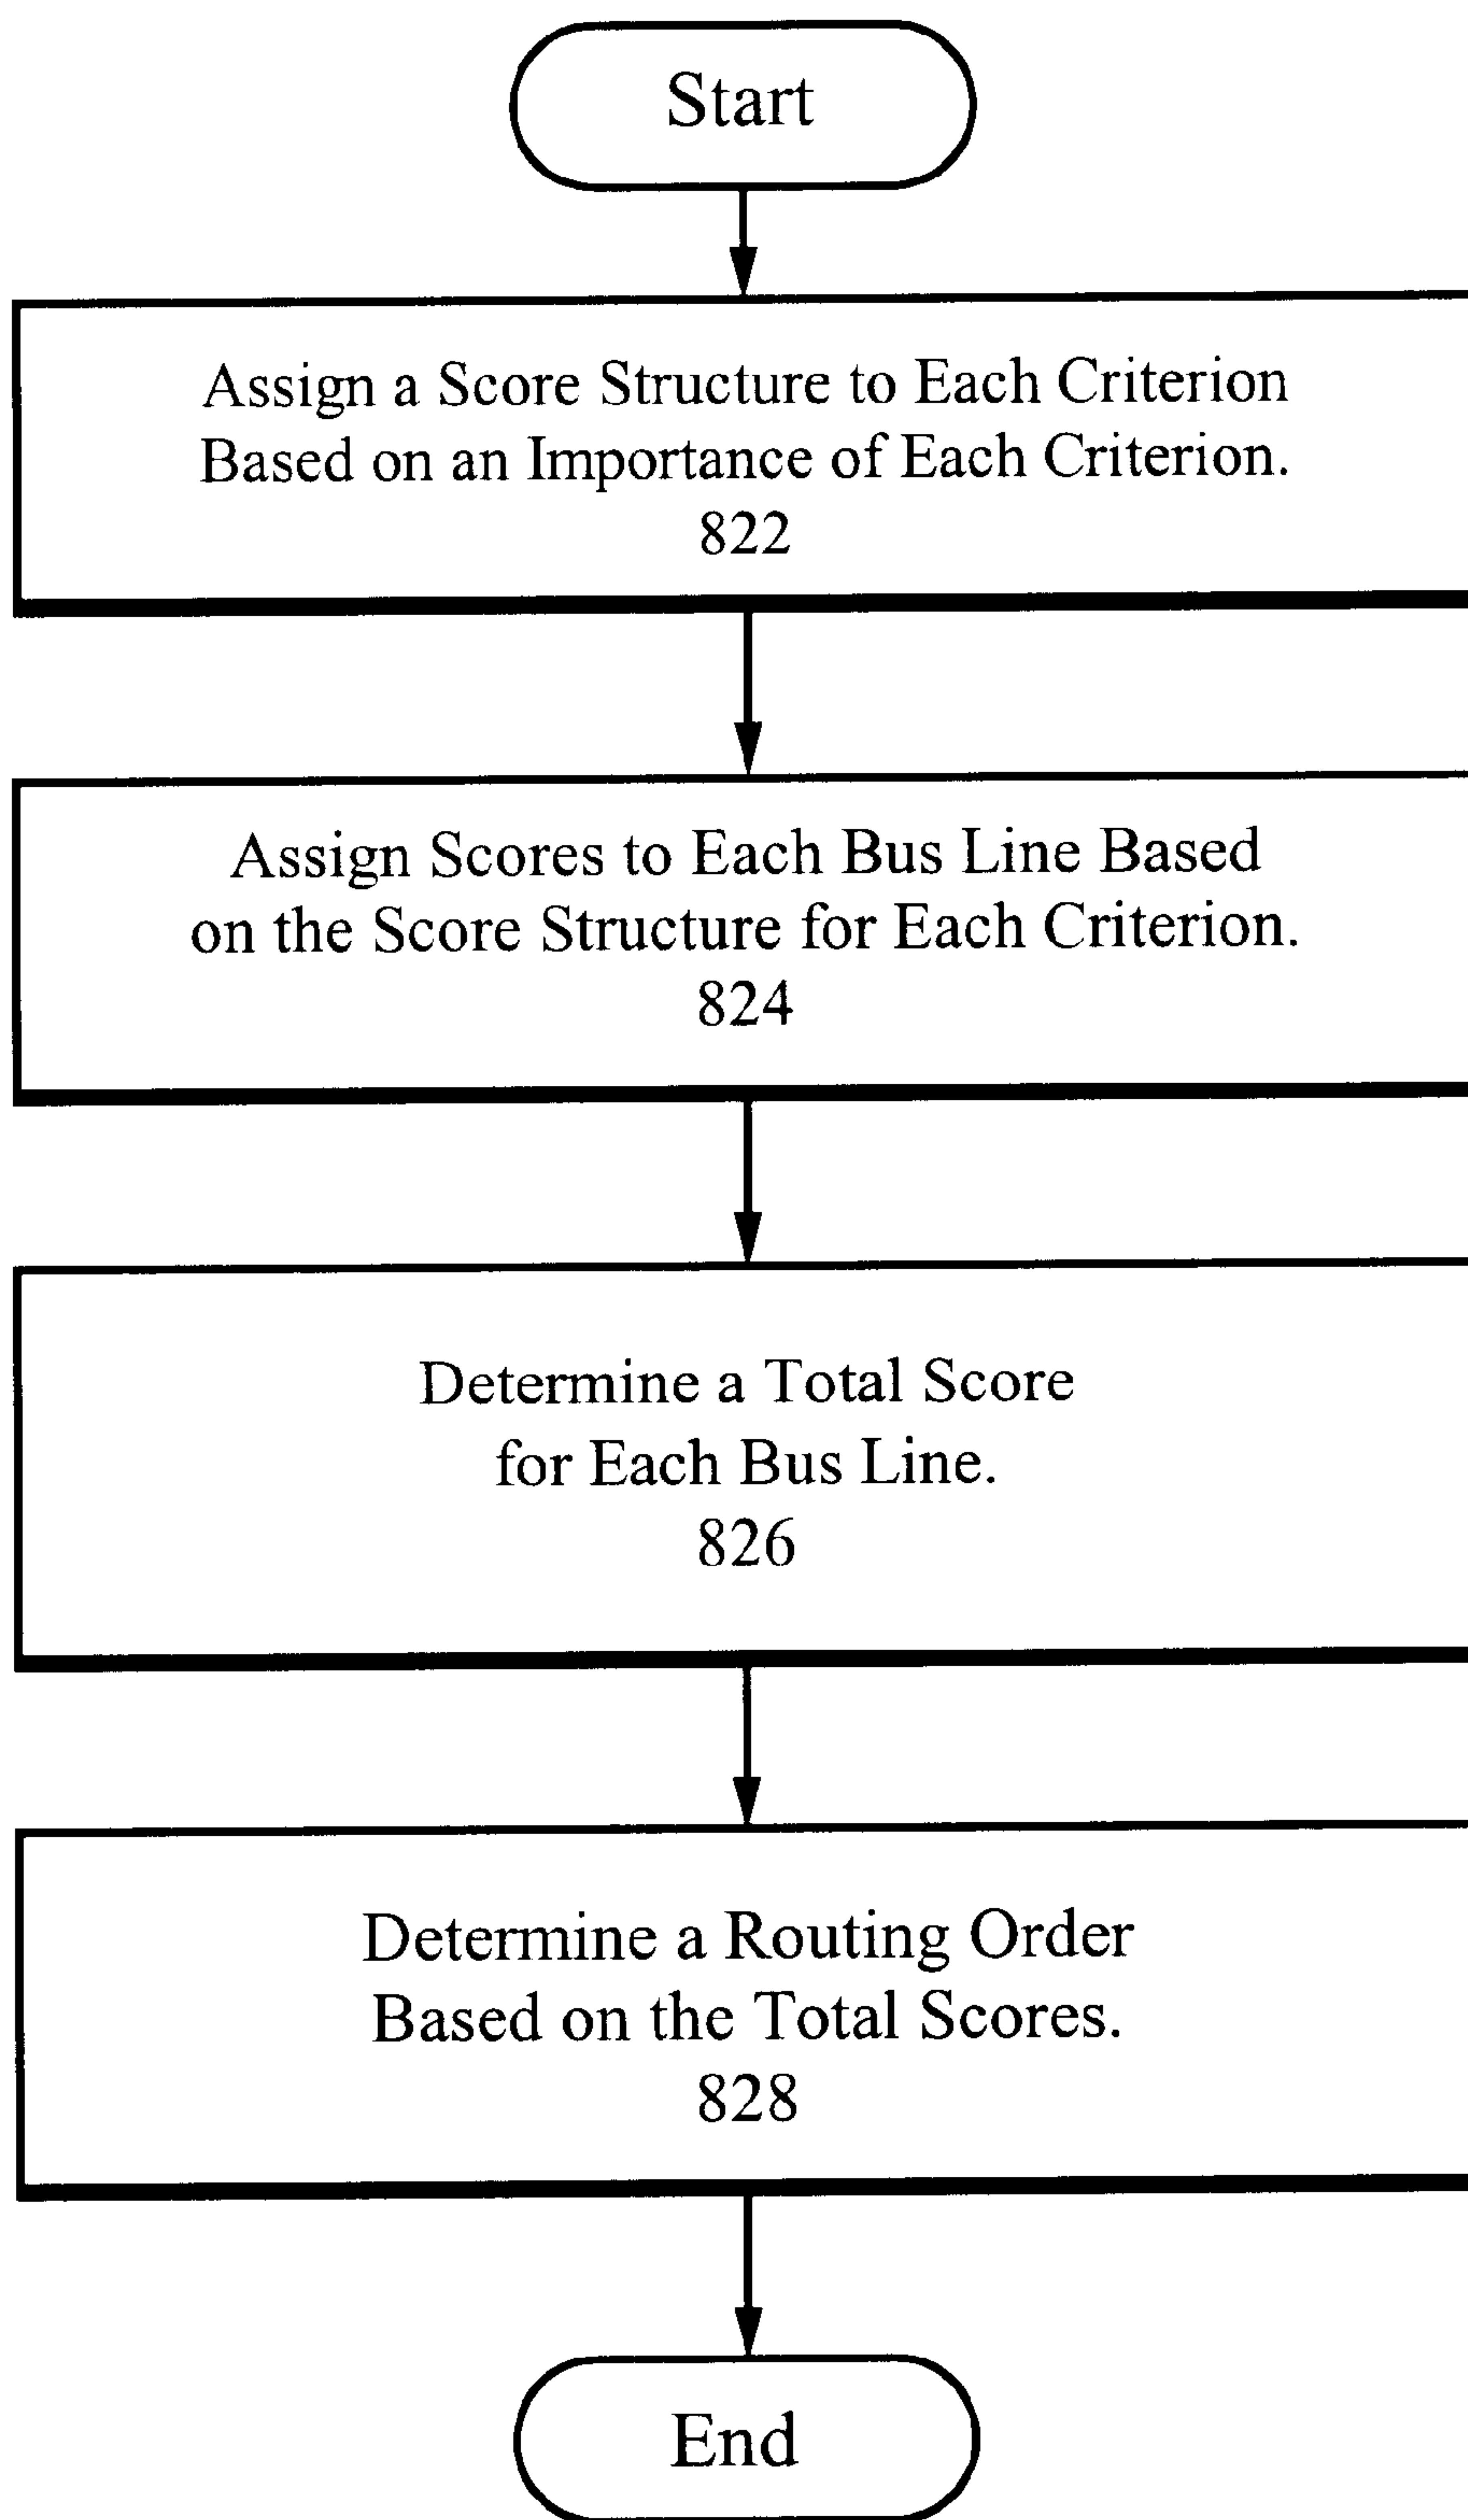 Start
Assign a Score Structure to Each Criterion
Based on an Importance of Each Criterion.
822
Assign Scores to Each Bus Line Based
on the Score Structure for Each Criterion.
824
Determine a Total Score
for Each Bus Line.
826
Determine a Routing Order
Based on the Total Scores.
828
End